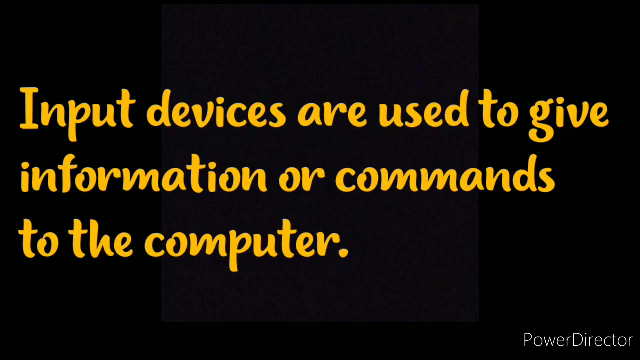 Input devices are used to give
information or commands
to the computer.
PowerDirector